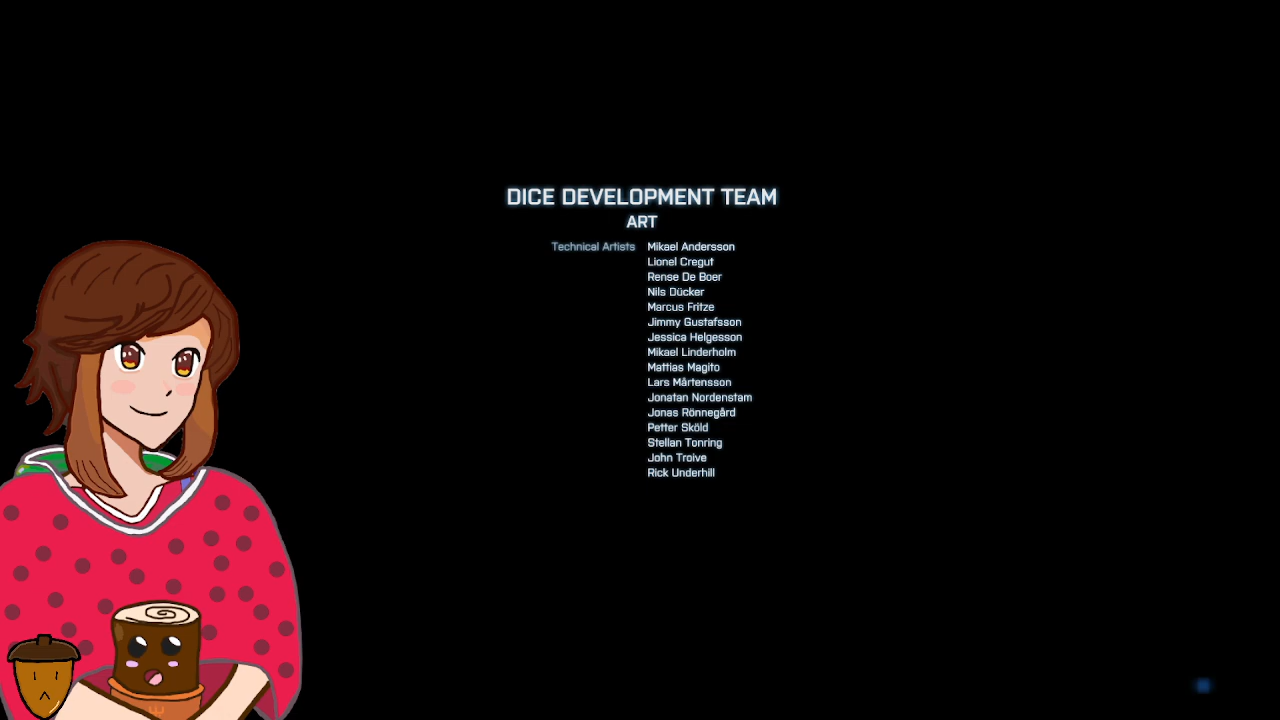 DICE DEVELOPMENT TEAM
ART
Technical Artists Mikael Andersson
Lionel Cregut
Rense De Boer
Nils Dücker
Marcus Fritze
Jimmy Gustafsson
Jessica Helgesson
Mikael Linderholm
Mattias Magito
Lars Mårtensson
Jonatan Nordenstam
Jonas Rönnegård
Petter Sköld
Stellan Tonring
John Troive
Rick Underhill